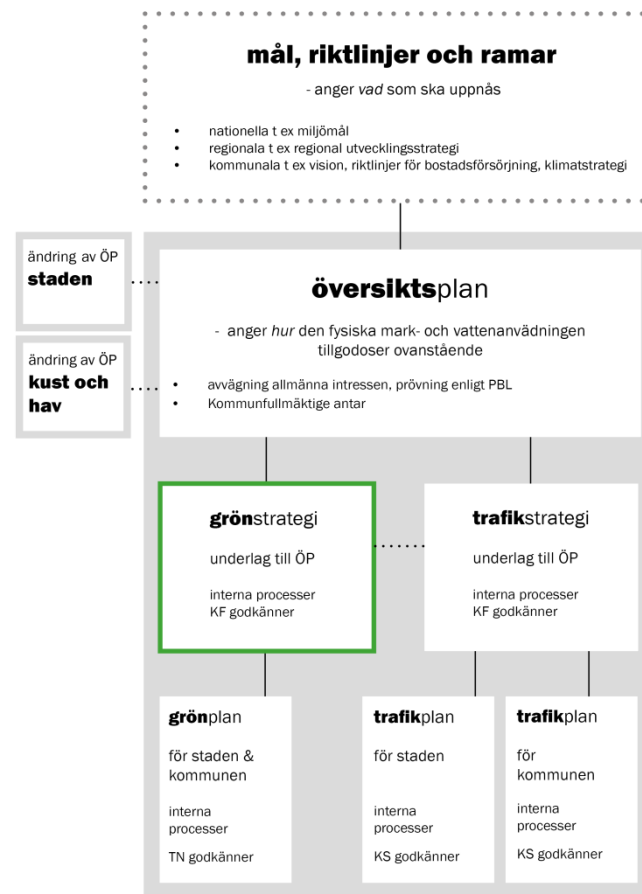 mål, riktlinjer och ramar
- anger vad som ska uppnås
• nationella t ex miljömål
• regionala t ex regional utvecklingsstrategi
• kommunala t ex vision, riktlinjer för bostadsförsörjning, klimatstrategi
ändring av ÖP
staden
ändring av ÖP
kust och
hav
översiktsplan
- anger hur den fysiska mark- och vattenanvädningen
tillgodoser ovanstående
• avvägning allmänna intressen, prövning enligt PBL
• Kommunfullmäktige antar
grönstrategi
underlag till ÖP
interna processer
KF godkänner
trafikstrategi
underlag till ÖP
interna processer
KF godkänner
grönplan
för staden &
kommunen
interna
processer
TN godkänner
trafikplan
för staden
interna
processer
KS godkänner
trafikplan
för
kommunen
interna
processer
KS godkänner